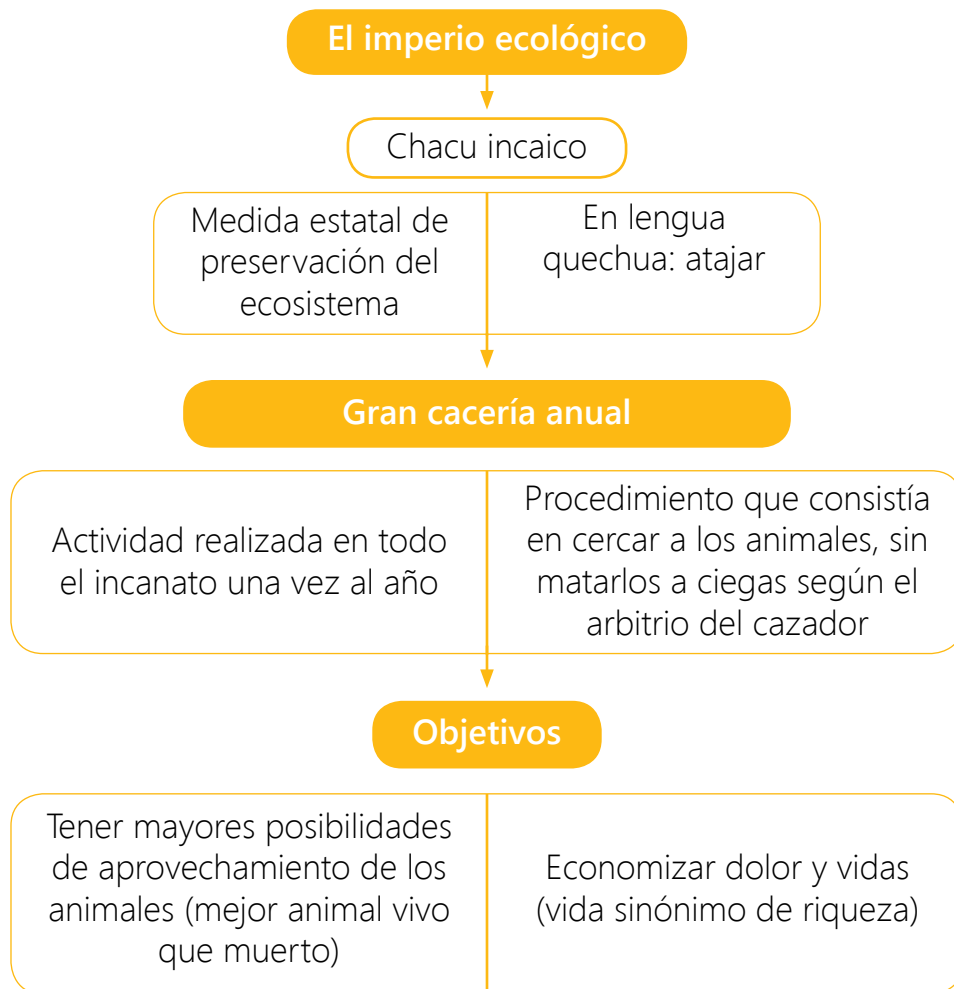 El imperio ecológico
Chacu incaico
Medida estatal de
preservación del
ecosistema
En lengua
quechua: atajar
Gran cacería anual
Actividad realizada en todo
el incanato una vez al año
Procedimiento que consistía
en cercar a los animales, sin
matarlos a ciegas según el
arbitrio del cazador
Objetivos
Tener mayores posibilidades
de aprovechamiento de los
animales (mejor animal vivo
que muerto)
Economizar dolor y vidas
(vida sinónimo de riqueza)